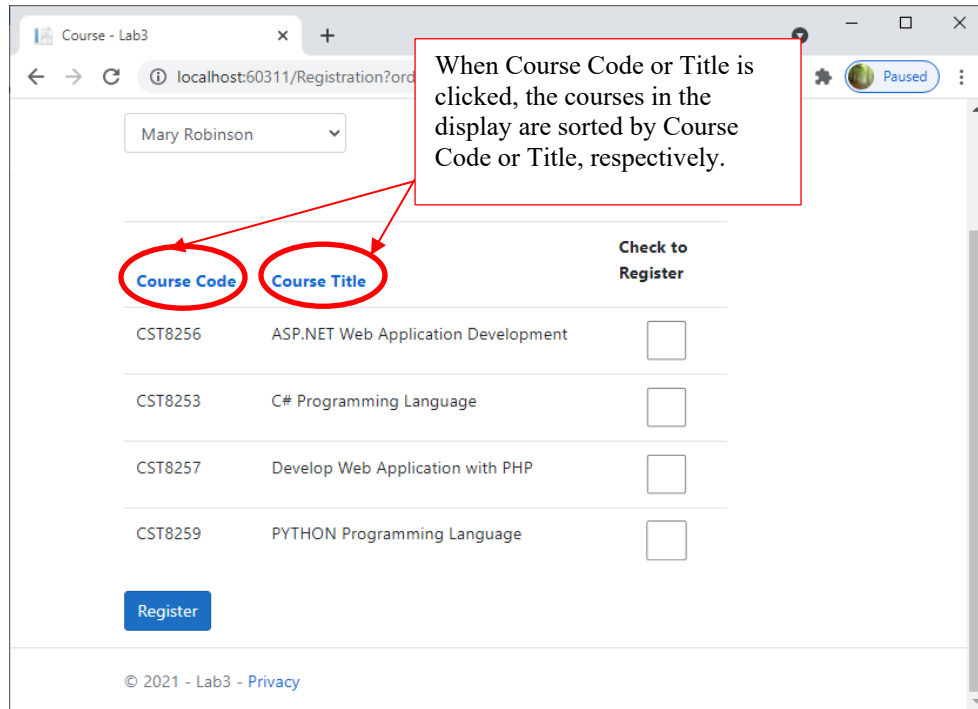 Course - Lab3
localhost:60311/Registration?ord
Paused
When Course Code or Title is
clicked, the courses in the
display are sorted by Course
Code or Title, respectively.
Mary Robinson
Course Code Course Title Check to
Register
CST8256 ASP.NET Web Application Development
CST8253 C# Programming Language
CST8257 Develop Web Application with PHP
CST8259 PYTHON Programming Language
Register
© 2021 - Lab3 - Privacy